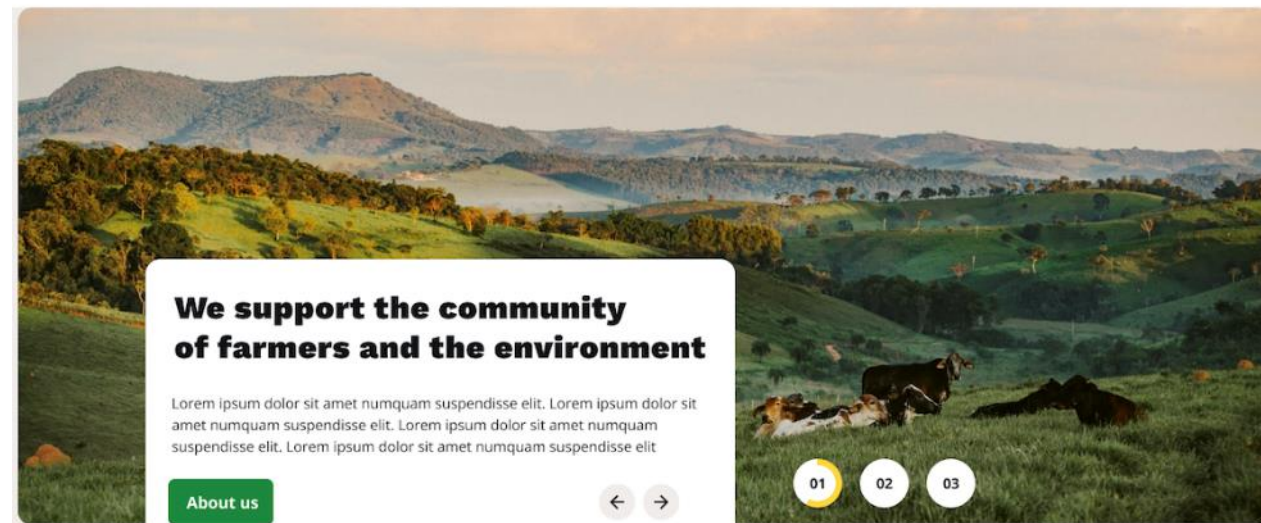 We support the community
of farmers and the environment
Lorem ipsum dolor sit amet numquam suspendisse elit. Lorem ipsum dolor sit
amet numquam suspendisse elit. Lorem ipsum dolor sit amet numquam
suspendisse elit. Lorem ipsum dolor sit amet numquam suspendisse elit
About us
01 02 03